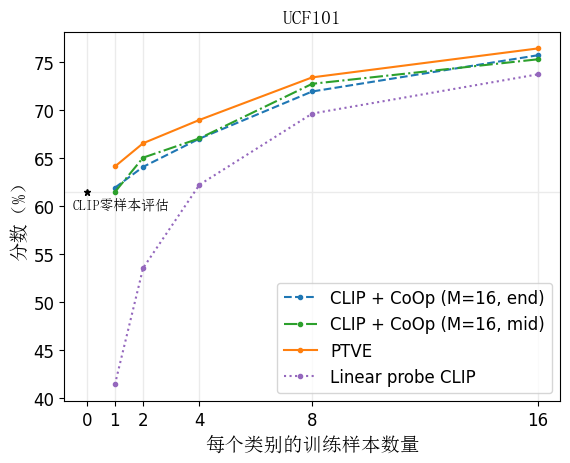 UCF101
75
70
65
60
55
50
45
40
分数（%）
CLIP零样本评估
CLIP + CoOp (M=16, end)
CLIP + CoOp (M=16, mid)
PTVE
Linear probe CLIP
0 1 2 4 8 16
每个类别的训练样本数量